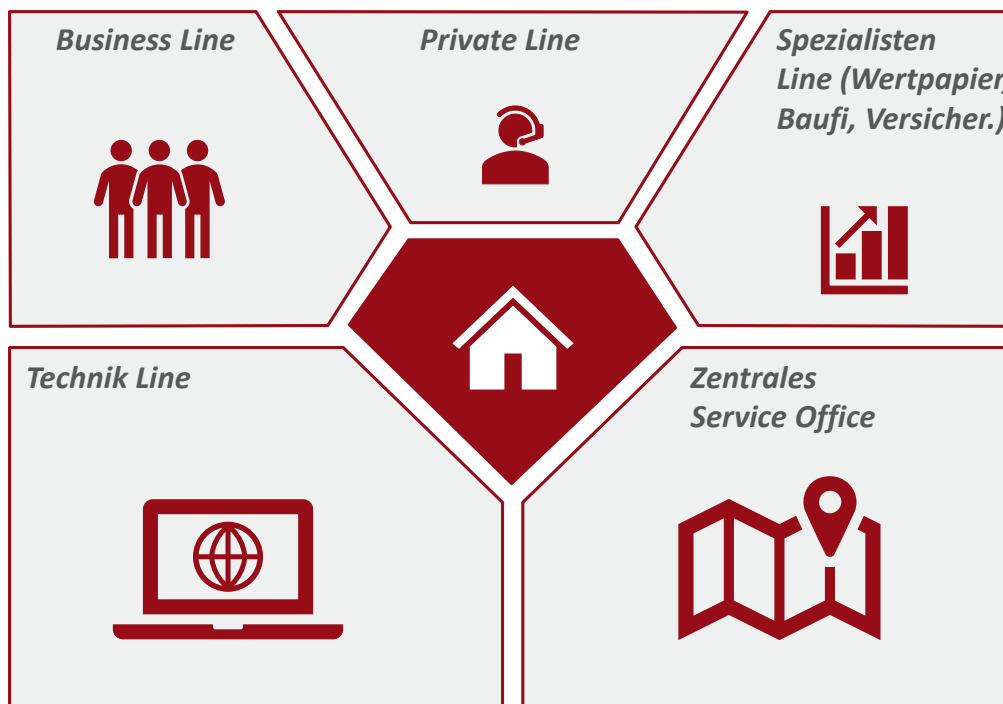 Business Line
Private Line
Spezialisten
Line (Wertpapier,
Baufi, Versicher.)
Technik Line
Zentrales
Service Office